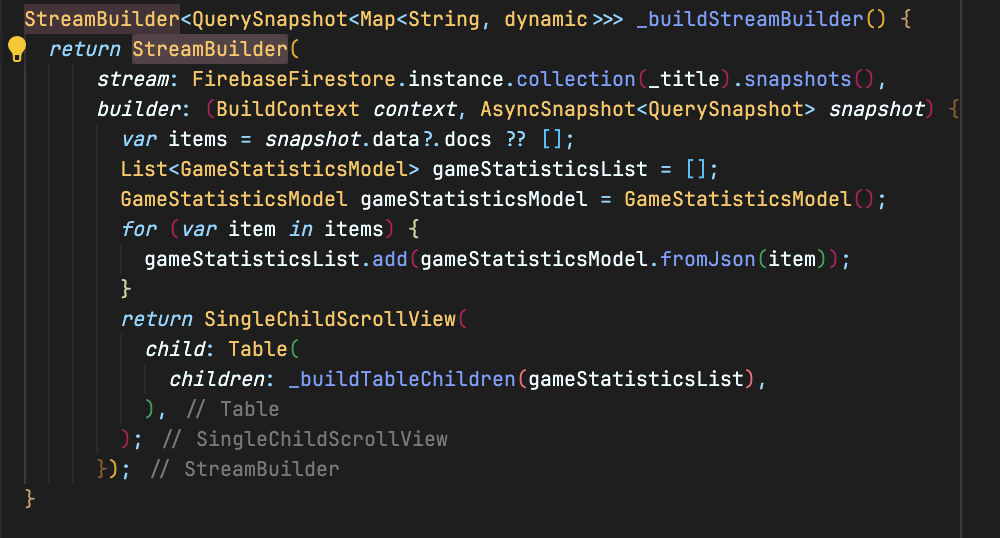 StreamBuilder<QuerySnapshot<Map<String, dynamic>>> _buildStreamBuilder() {
return StreamBuilder(
stream: FirebaseFirestore.instance.collection(_title).snapshots(),
builder: (BuildContext context, AsyncSnapshot<QuerySnapshot> snapshot) {
var items = snapshot.data?.docs ?? [];
List<GameStatisticsModel> gameStatisticsList = [];
GameStatisticsModel gameStatisticsModel = GameStatisticsModel();
for (var item in items) {
gameStatisticsList.add(gameStatisticsModel.fromJson(item));
}
return SingleChildScrollView(
child: Table(
children: _buildTableChildren(gameStatisticsList),
), // Table
); // SingleChildScrollView
}); // StreamBuilder
}